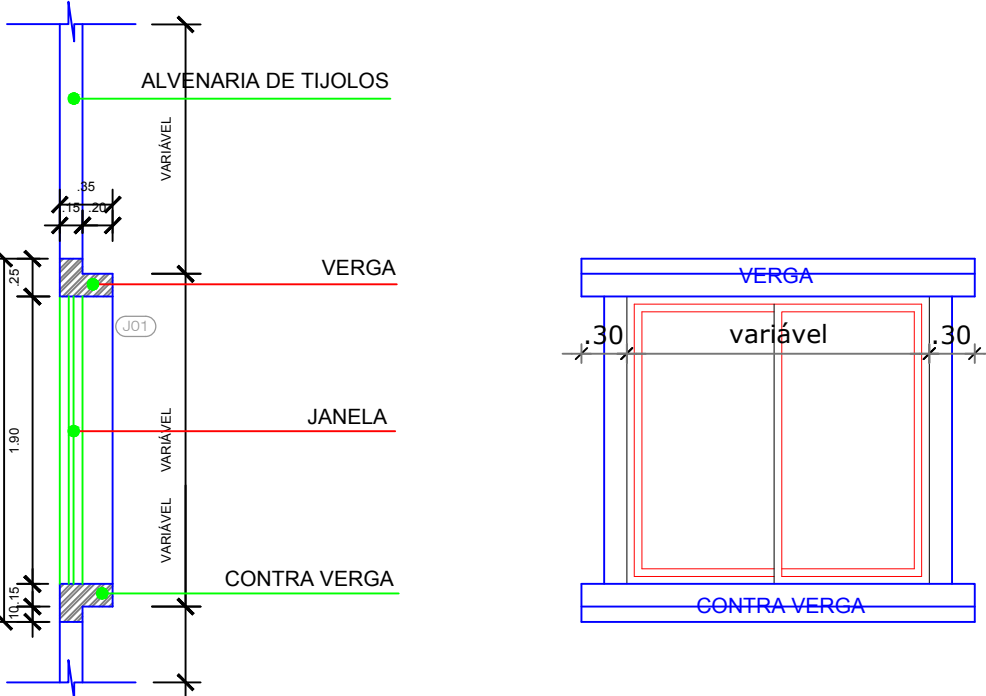 ALVENARIA DE TIJOLOS
VARIÁVEL
.35
.15 .20
.25
VERGA
J01
1.90
JANELA
VARIÁVEL
VARIÁVEL
CONTRA VERGA
.15
.10
VERGA
.30 variável .30
CONTRA VERGA